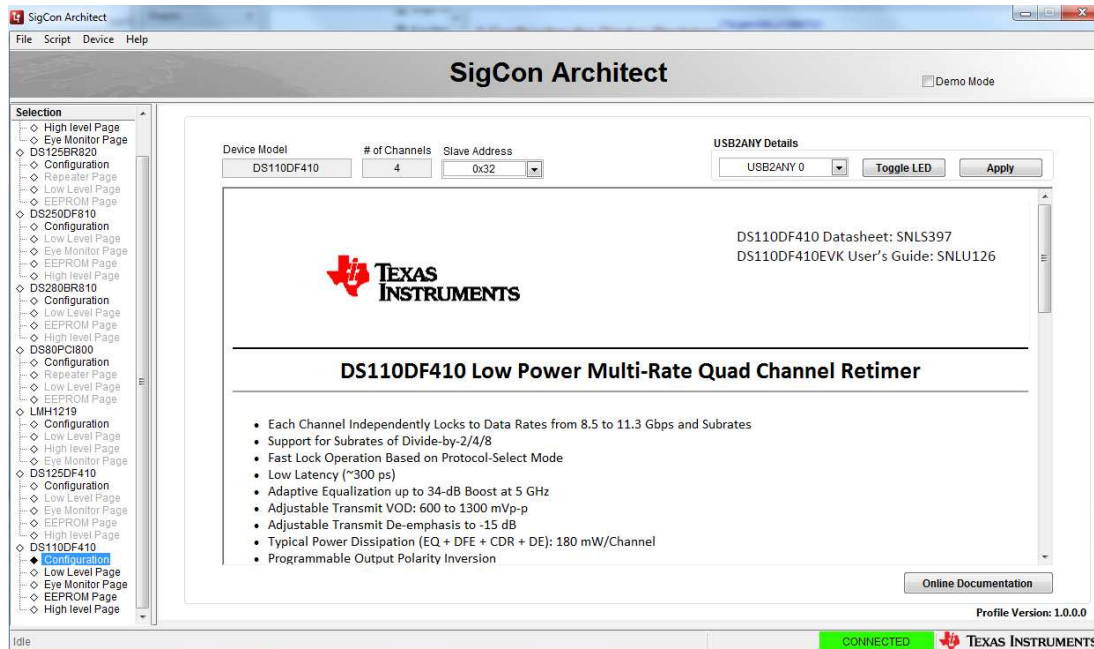 SigCon Architect
File Script Device Help
SigCon Architect
Demo Mode
Selection
High level Page
Eye Monitor Page
DS125BR820
Configuration
Repeater Page
Low Level Page
EEPROM Page
DS250DF810
Configuration
Low Level Page
Eye Monitor Page
EEPROM Page
High level Page
DS280BR810
Configuration
Low Level Page
EEPROM Page
High level Page
DS80PCI800
Configuration
Repeater Page
Low Level Page
EEPROM Page
LMH1219
Configuration
Low Level Page
High level Page
Eye Monitor Page
DS125DF410
Configuration
Low Level Page
Eye Monitor Page
EEPROM Page
High level Page
DS110DF410
Configuration
Low Level Page
Eye Monitor Page
EEPROM Page
High level Page
Device Model # of Channels Slave Address
DS110DF410 4 0x32
USB2ANY Details
USB2ANY 0 Toggle LED Apply
DS110DF410 Datasheet: SNLS397
DS110DF410EVK User's Guide: SNLU126
TEXAS
INSTRUMENTS
DS110DF410 Low Power Multi-Rate Quad Channel Retimer
• Each Channel Independently Locks to Data Rates from 8.5 to 11.3 Gbps and Subrates
• Support for Subrates of Divide-by-2/4/8
• Fast Lock Operation Based on Protocol-Select Mode
• Low Latency (~300 ps)
• Adaptive Equalization up to 34-dB Boost at 5 GHz
• Adjustable Transmit VOD: 600 to 1300 mVp-p
• Adjustable Transmit De-emphasis to -15 dB
• Typical Power Dissipation (EQ + DFE + CDR + DE): 180 mW/Channel
• Programmable Output Polarity Inversion
Online Documentation
Profile Version: 1.0.0.0
Idle CONNECTED TEXAS INSTRUMENTS